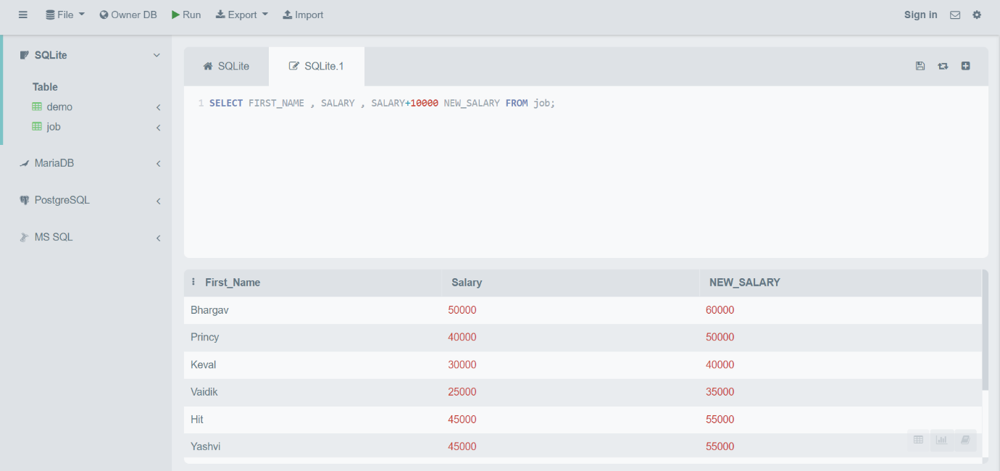 File Owner DB Run Export Import Sign in
SQLite
Table
demo
job
MariaDB
PostgreSQL
MS SQL
SQLite SQLite.1
1 SELECT FIRST_NAME , SALARY , SALARY+10000 NEW_SALARY FROM job;
First_Name Salary NEW_SALARY
Bhargav 50000 60000
Princy 40000 50000
Keval 30000 40000
Vaidik 25000 35000
Hit 45000 55000
Yashvi 45000 55000